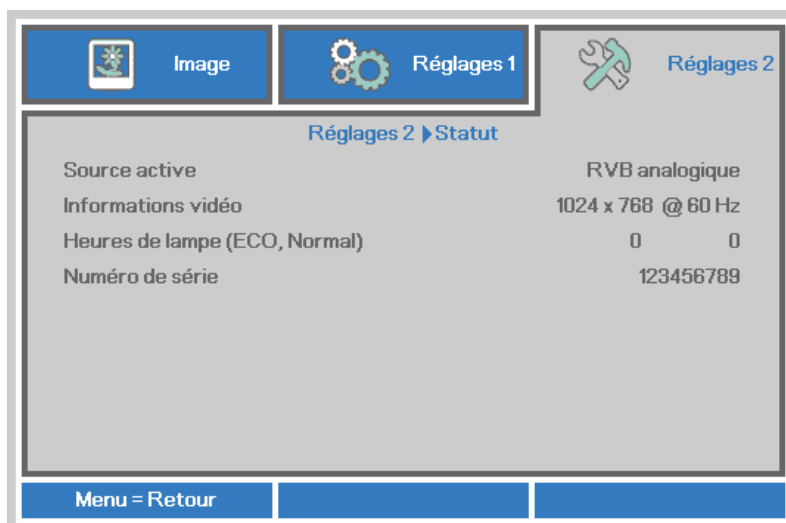 Image Réglages 1 Réglages 2
Réglages 2 Statut
Source active RVB analogique
Informations vidéo 1024 x 768 @ 60 Hz
Heures de lampe (ECO, Normal) 0 0
Numéro de série 123456789
Menu = Retour